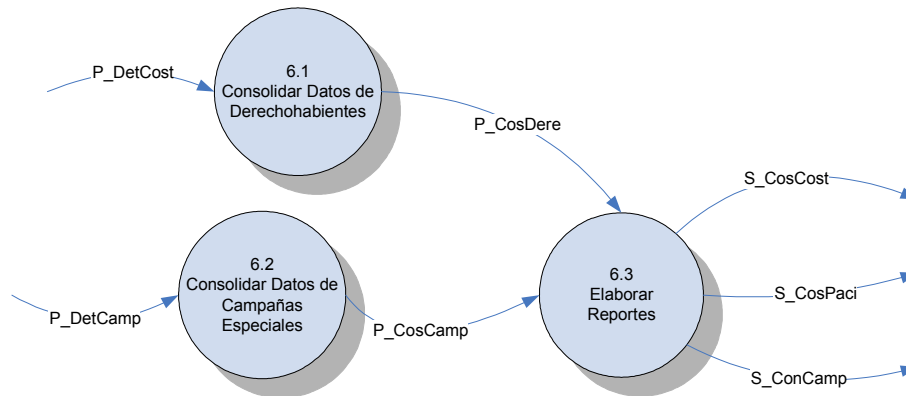 P_DetCost
6.1
Consolidar Datos de
Derechohabientes
P_CosDere
S_CosCost
P_DetCamp
6.2
Consolidar Datos de
Campañas
Especiales
P_CosCamp
6.3
Elaborar
Reportes
S_CosPaci
S_ConCamp